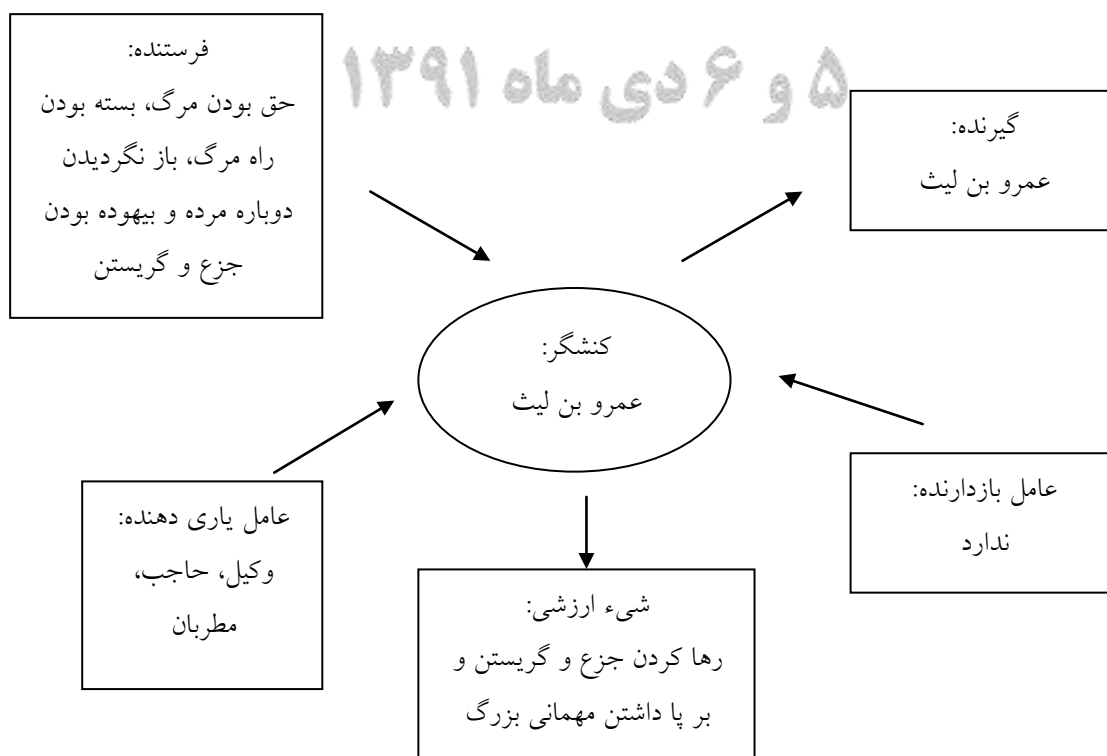 ۵ و ۶ دی ماه ۱۳۹۱
فرستنده:
حق بودن مرگ، بسته بودن
راه مرگ، باز نگردیدن
دوباره مرده و بیهوده بودن
جزع و گریستن
گیرنده:
عمرو بن لیث
کنشگر:
عمرو بن لیث
عامل بازدارنده:
ندارد
عامل یاری دهنده:
وکیل، حاجب،
مطربان
شیء ارزشی:
رها کردن جزع و گریستن و
بر پا داشتن مهمانی بزرگ